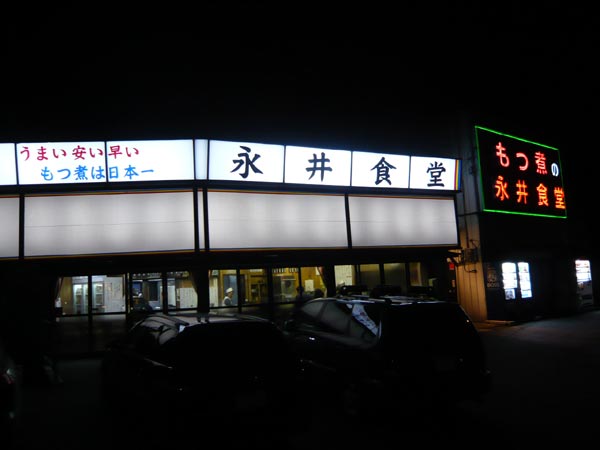 うまい 安い 早い
もつ煮は日本一
永井食堂
もつ煮の
永井食堂